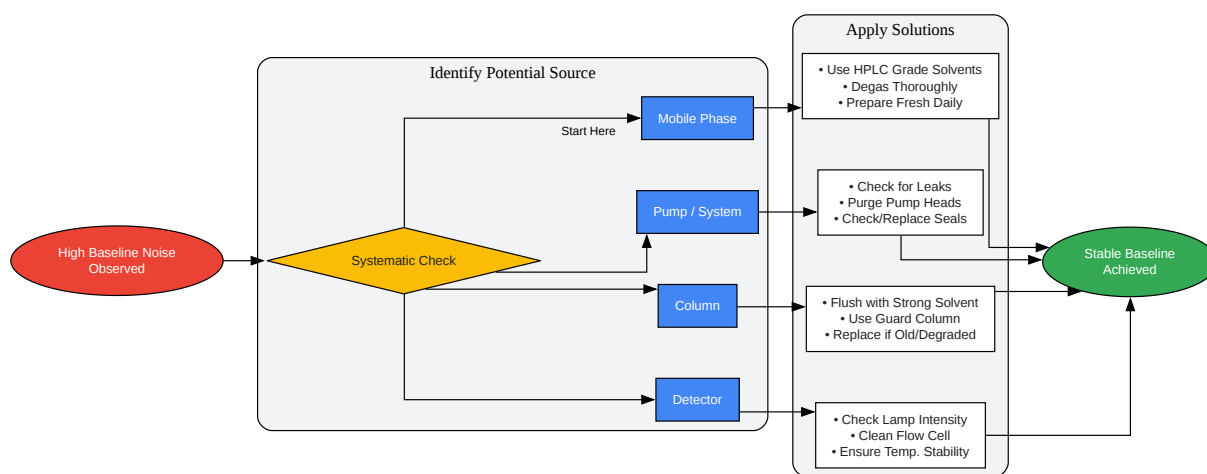 Apply Solutions
Identify Potential Source
• Use HPLC Grade Solvents
• Degas Thoroughly
• Prepare Fresh Daily
Mobile Phase
Start Here
• Check for Leaks
• Purge Pump Heads
• Check/Replace Seals
Pump / System
High Baseline Noise
Observed
Systematic Check
Stable Baseline
Achieved
Column
• Flush with Strong Solvent
• Use Guard Column
• Replace if Old/Degraded
Detector
• Check Lamp Intensity
• Clean Flow Cell
• Ensure Temp. Stability